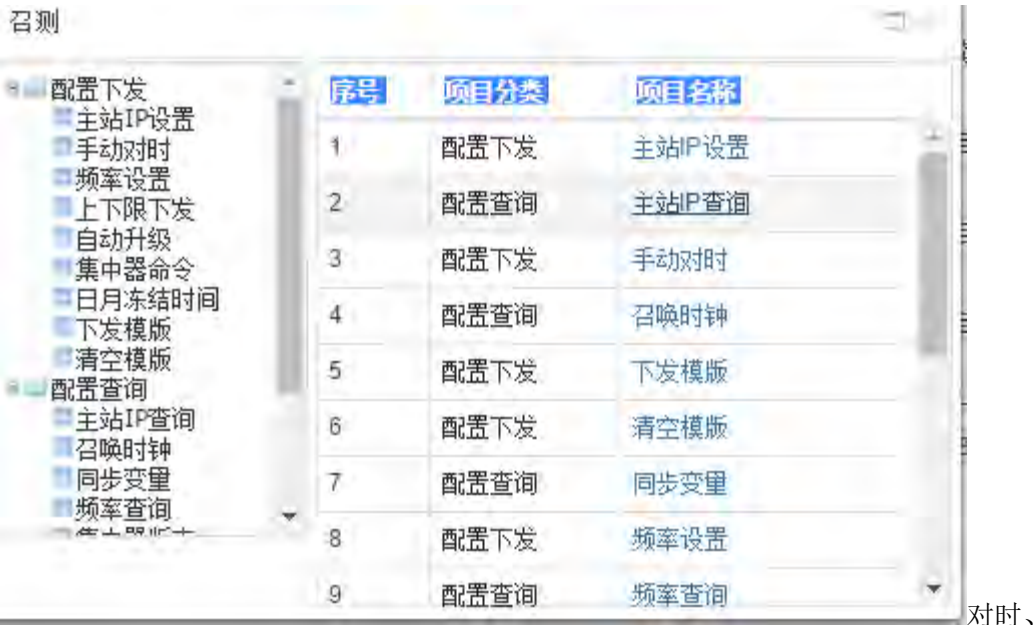 召测
配置下发
主站IP设置
手动对时
频率设置
上下限下发
自动升级
集中器命令
日月冻结时间
下发模版
清空模版
配置查询
主站IP查询
召唤时钟
同步变量
频率查询
序号 项目分类 项目名称
1 配置下发 主站IP设置
2 配置查询 主站IP查询
3 配置下发 手动对时
4 配置查询 召唤时钟
5 配置下发 下发模版
6 配置下发 清空模版
7 配置查询 同步变量
8 配置下发 频率设置
9 配置查询 频率查询
对时、